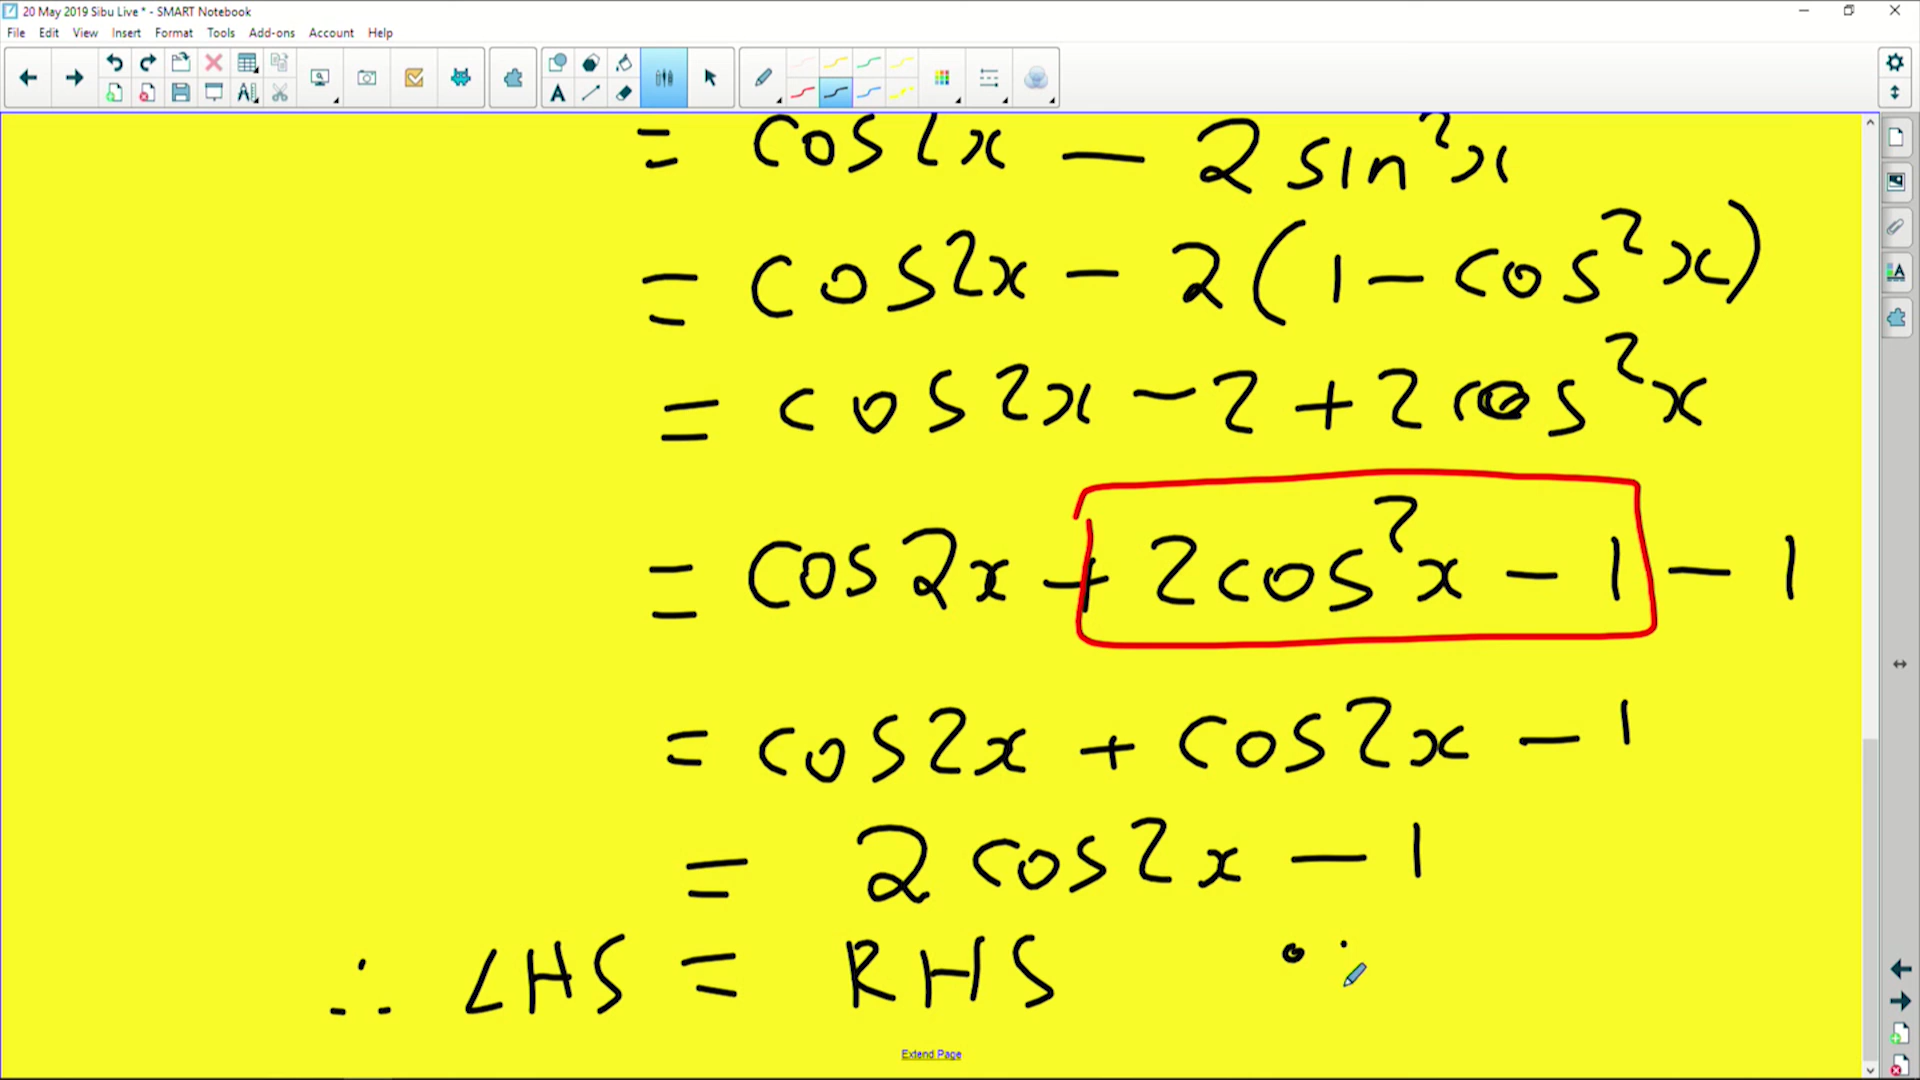 20 May 2019 Sibu Live * - SMART Notebook
File Edit View Insert Format Tools Add-ons Account Help
= cos2x − 2sin²x
= cos2x − 2(1 − cos²x)
= cos2x − 2 + 2cos²x
= cos2x + 2cos²x − 1 − 1
= cos2x + cos2x − 1
= 2cos2x − 1
∴ LHS = RHS
Extend Page